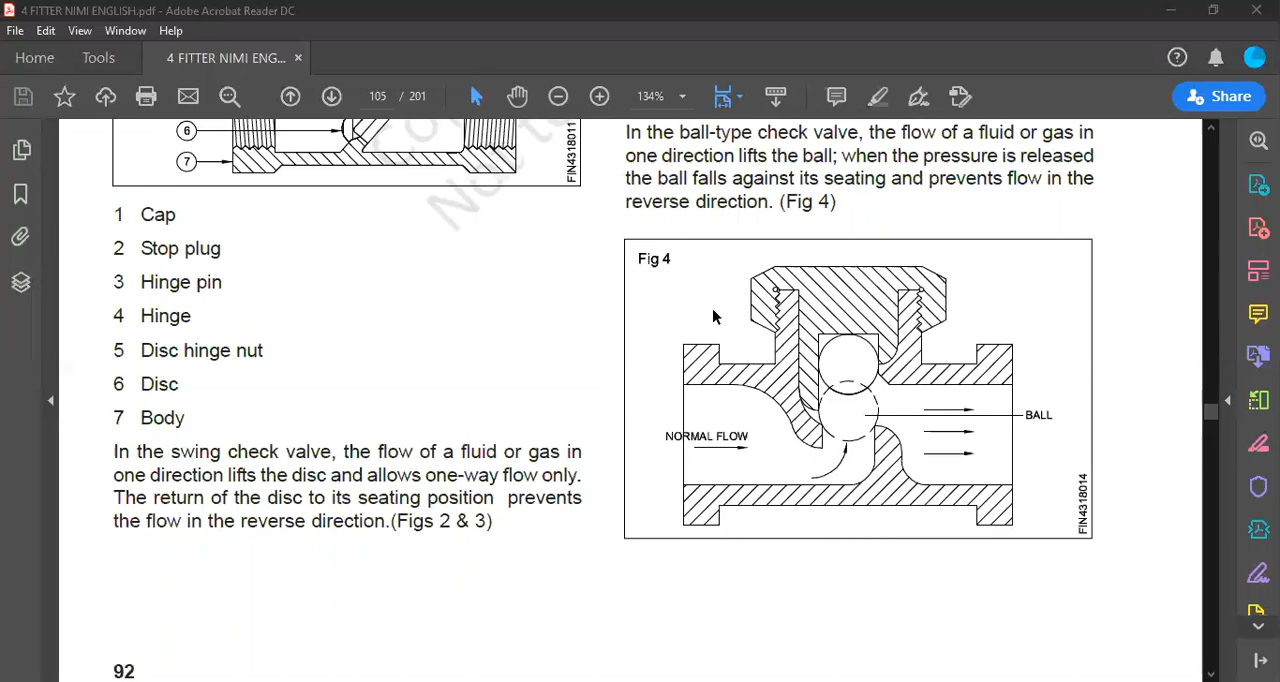 4 FITTER NIMI ENGLISH.pdf - Adobe Acrobat Reader DC
File Edit View Window Help
Home Tools 4 FITTER NIMI ENG... ×
105 / 201 134% Share
6
7
FIN4318011
1 Cap
2 Stop plug
3 Hinge pin
4 Hinge
5 Disc hinge nut
6 Disc
7 Body
In the swing check valve, the flow of a fluid or gas in
one direction lifts the disc and allows one-way flow only.
The return of the disc to its seating position prevents
the flow in the reverse direction.(Figs 2 & 3)
92
In the ball-type check valve, the flow of a fluid or gas in
one direction lifts the ball; when the pressure is released
the ball falls against its seating and prevents flow in the
reverse direction. (Fig 4)
Fig 4
NORMAL FLOW
BALL
FIN4318014